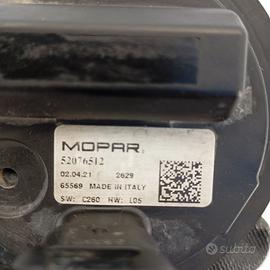 MOPAR
52076512
02.04.21 2629
65569 MADE IN ITALY
SW: C260 HW: L05
subito